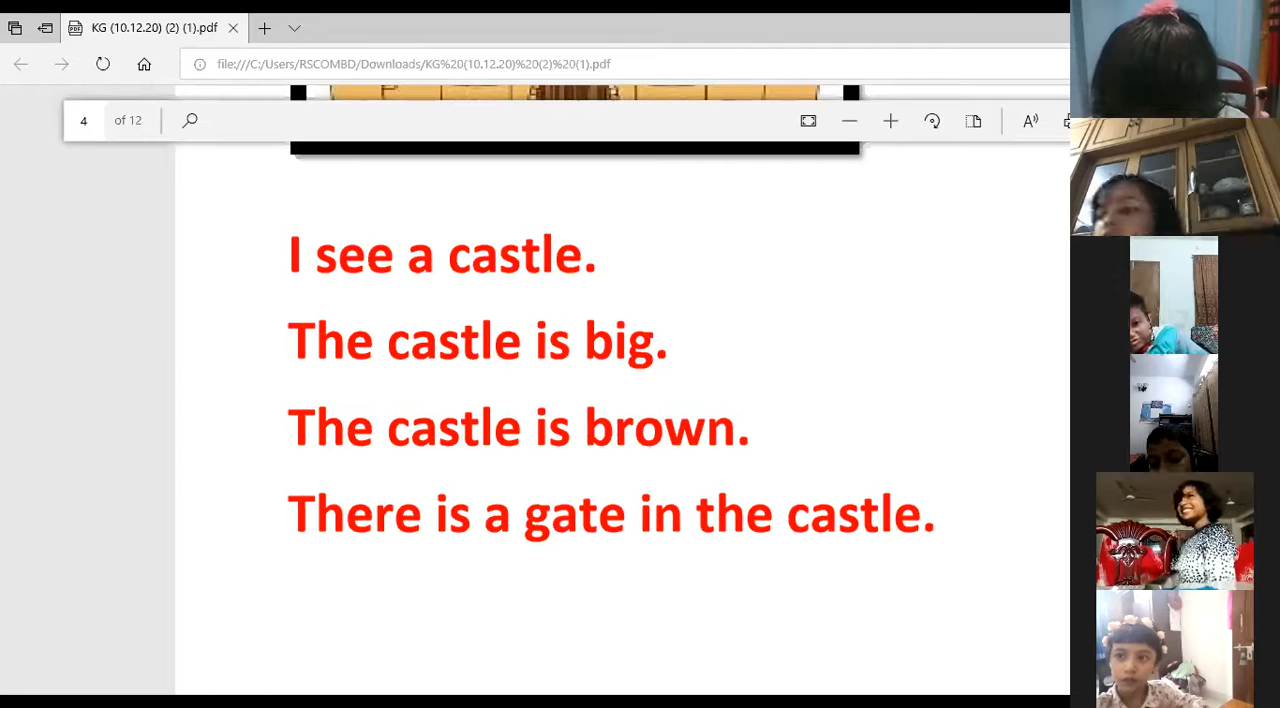 KG (10.12.20) (2) (1).pdf
file:///C:/Users/RSCOMBD/Downloads/KG%20(10.12.20)%20(2)%20(1).pdf
4 of 12
I see a castle.
The castle is big.
The castle is brown.
There is a gate in the castle.